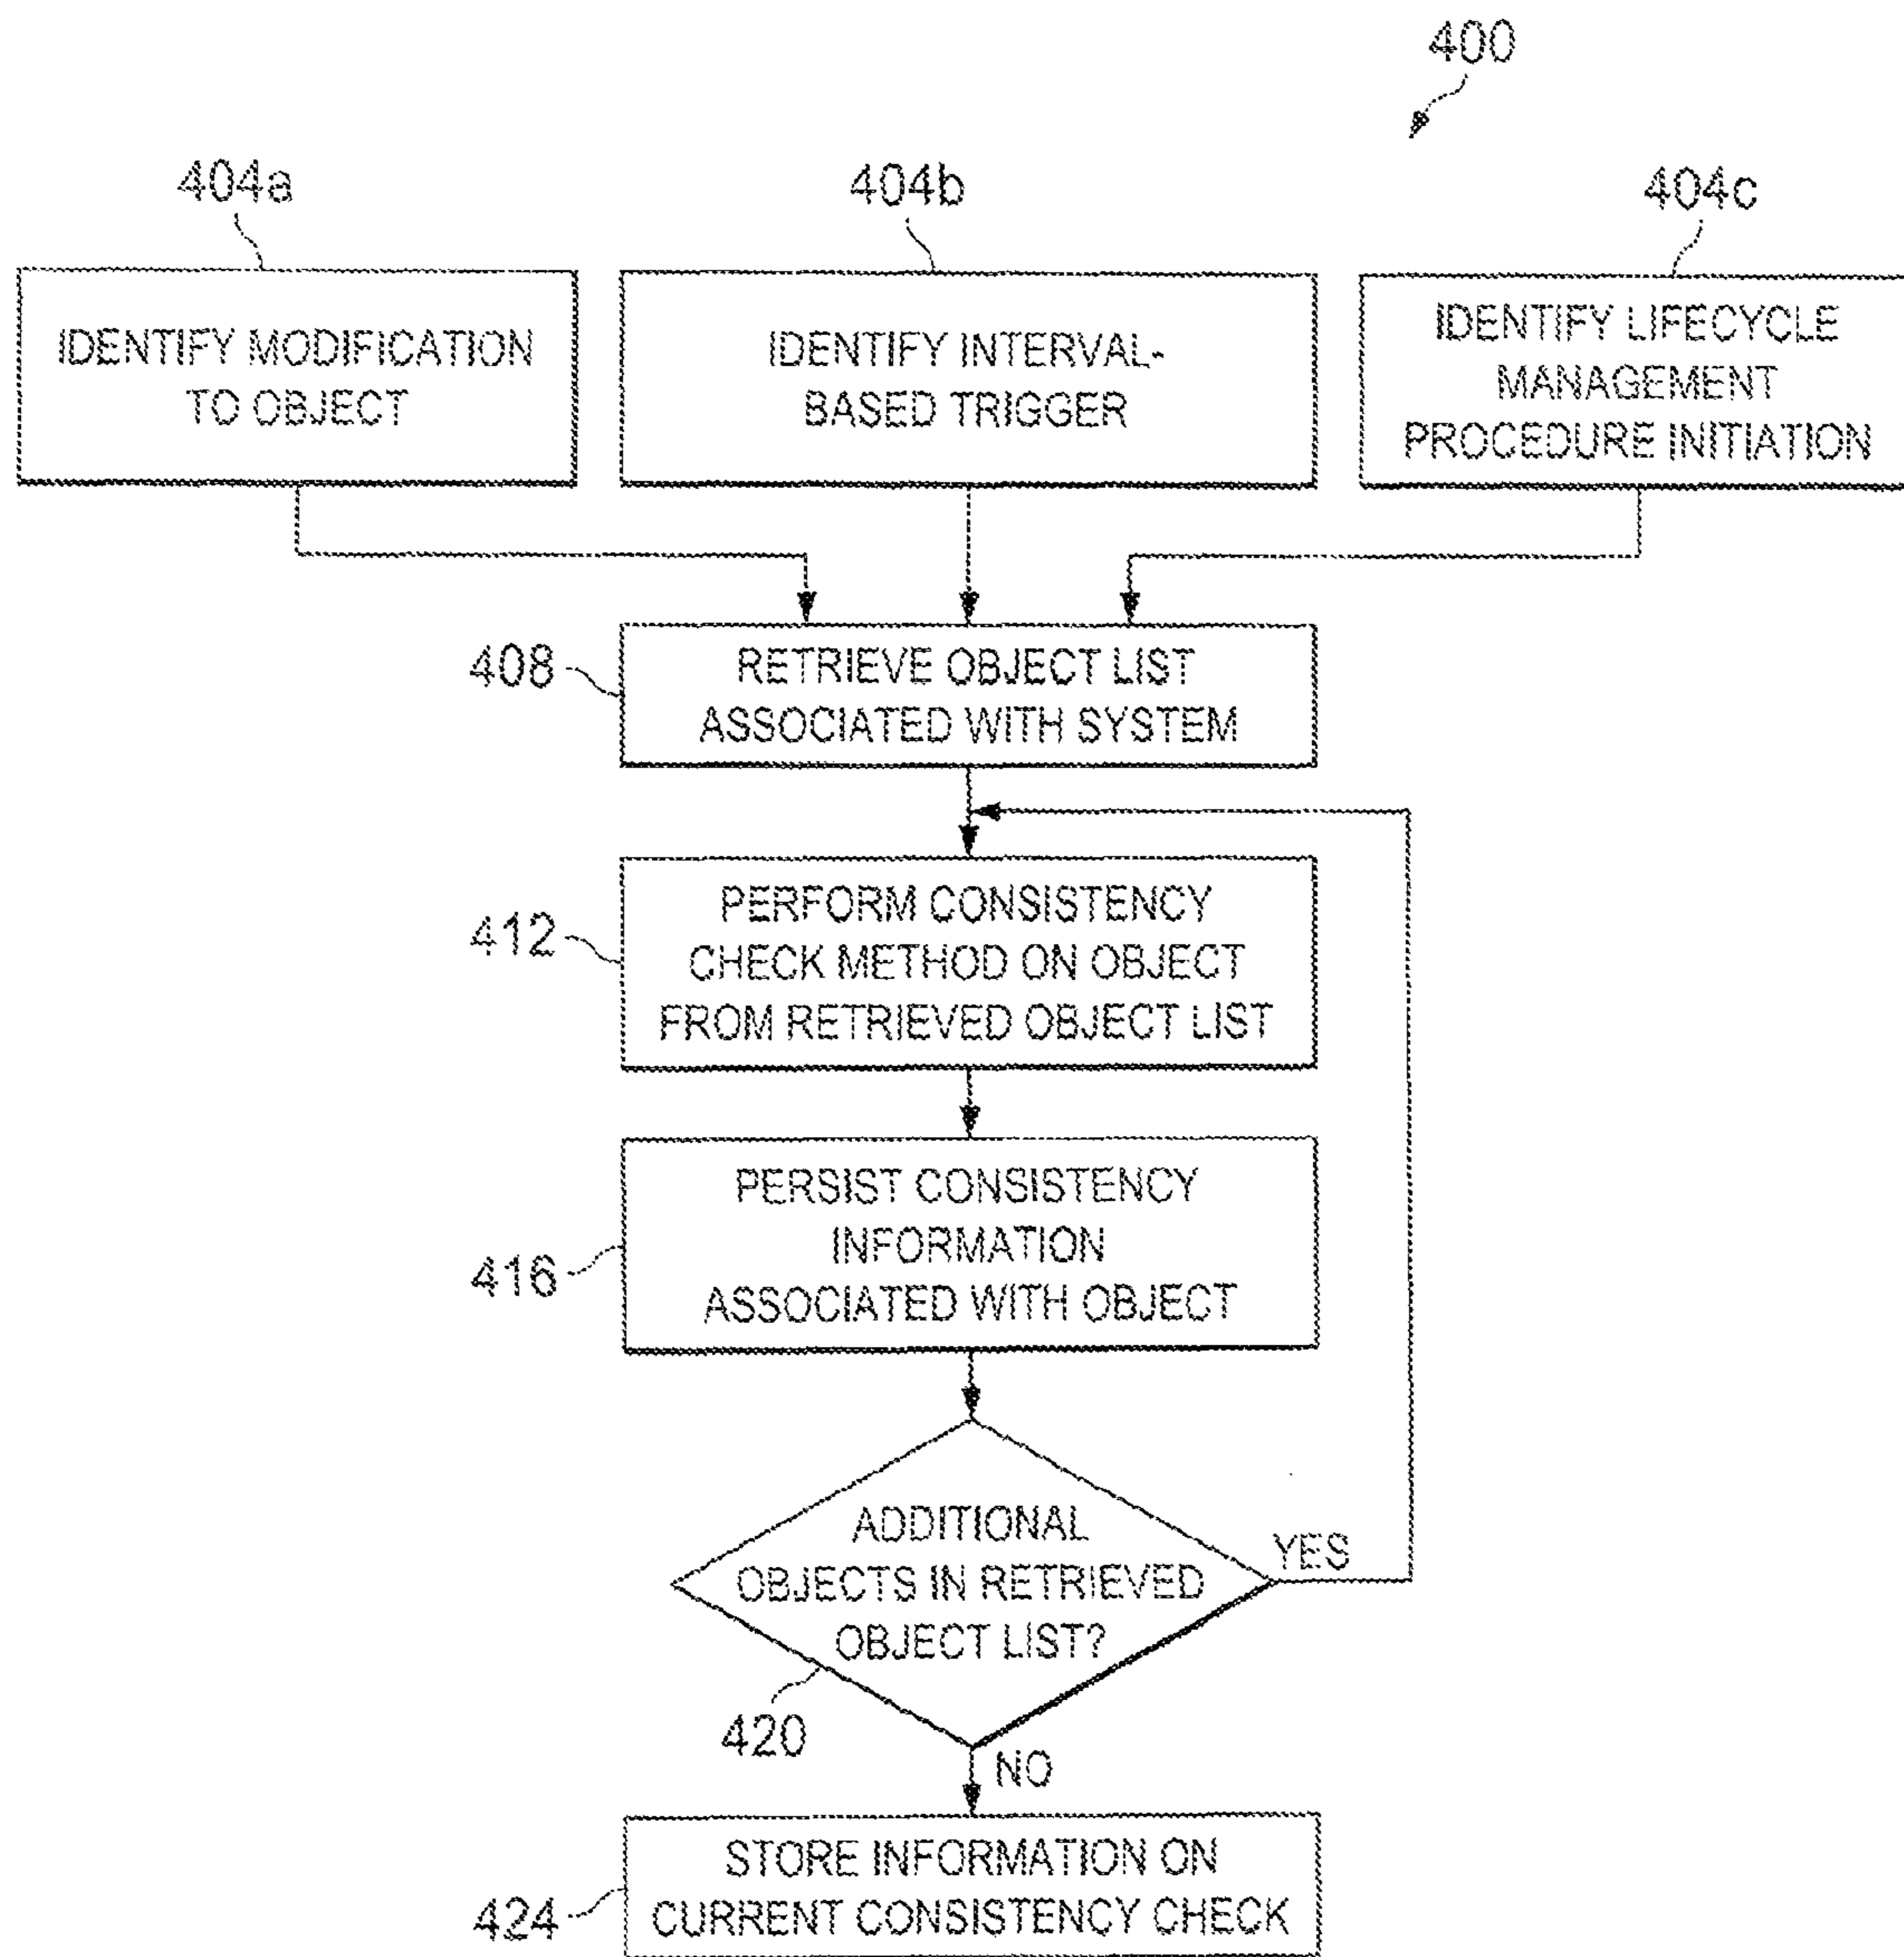 400
404a
404b
404c
IDENTIFY MODIFICATION
TO OBJECT
IDENTIFY INTERVAL-
BASED TRIGGER
IDENTIFY LIFECYCLE
MANAGEMENT
PROCEDURE INITIATION
408
RETRIEVE OBJECT LIST
ASSOCIATED WITH SYSTEM
412
PERFORM CONSISTENCY
CHECK METHOD ON OBJECT
FROM RETRIEVED OBJECT LIST
416
PERSIST CONSISTENCY
INFORMATION
ASSOCIATED WITH OBJECT
ADDITIONAL
OBJECTS IN RETRIEVED
OBJECT LIST?
YES
420
NO
424
STORE INFORMATION ON
CURRENT CONSISTENCY CHECK